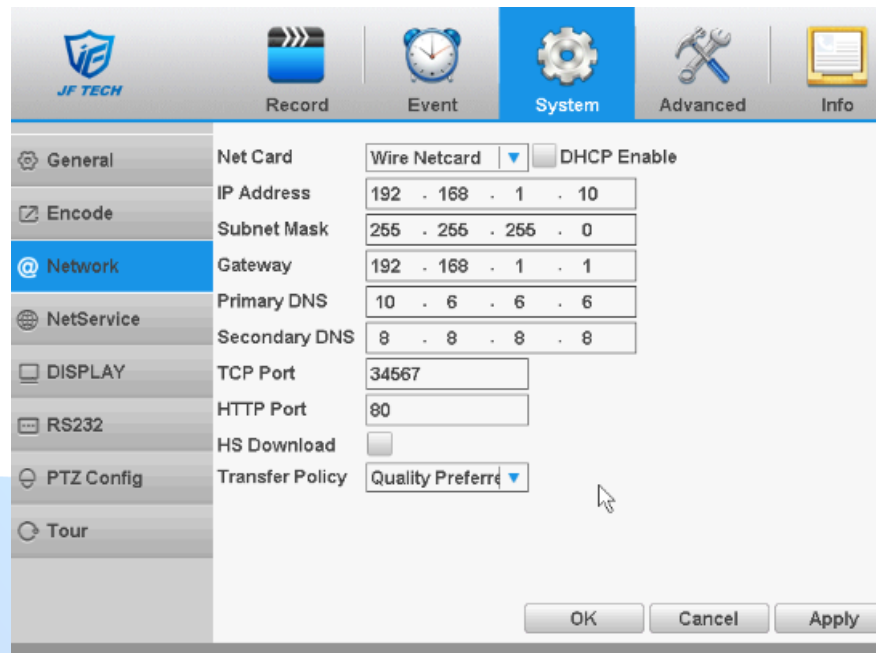 JF TECH
Record
Event
System
Advanced
Info
General
Encode
@ Network
NetService
DISPLAY
RS232
PTZ Config
Tour
Net Card Wire Netcard DHCP Enable
IP Address 192 . 168 . 1 . 10
Subnet Mask 255 . 255 . 255 . 0
Gateway 192 . 168 . 1 . 1
Primary DNS 10 . 6 . 6 . 6
Secondary DNS 8 . 8 . 8 . 8
TCP Port 34567
HTTP Port 80
HS Download
Transfer Policy Quality Preferre
OK Cancel Apply